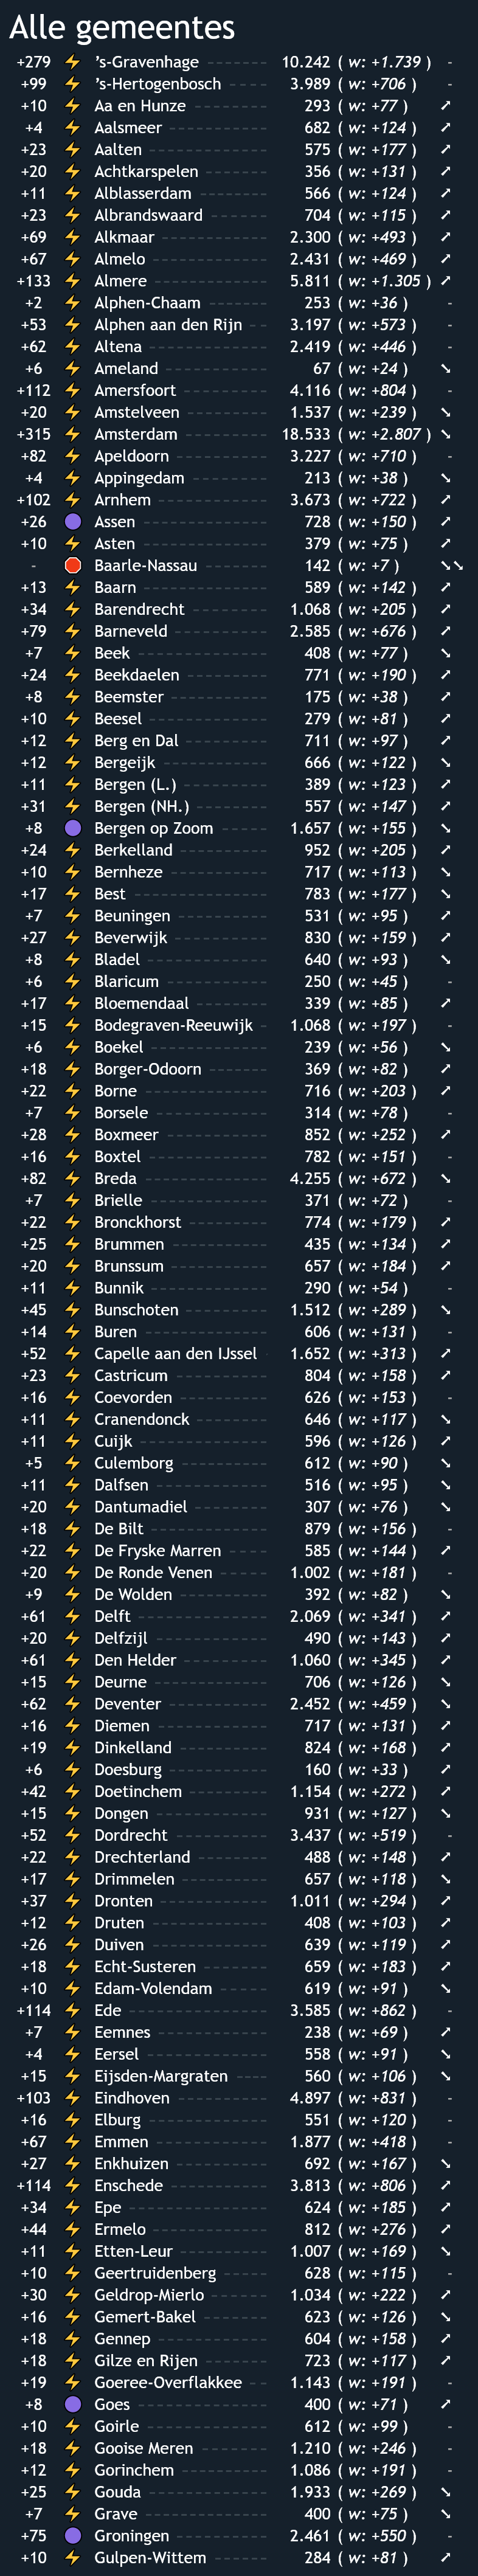 Alle gemeentes
+279 ⚡ 's-Gravenhage 10.242 ( w: +1.739 ) -
+99 ⚡ 's-Hertogenbosch 3.989 ( w: +706 ) -
+10 ⚡ Aa en Hunze 293 ( w: +77 ) ➚
+4 ⚡ Aalsmeer 682 ( w: +124 ) ➚
+23 ⚡ Aalten 575 ( w: +177 ) ➚
+20 ⚡ Achtkarspelen 356 ( w: +131 ) ➚
+11 ⚡ Alblasserdam 566 ( w: +124 ) ➚
+23 ⚡ Albrandswaard 704 ( w: +115 ) ➚
+69 ⚡ Alkmaar 2.300 ( w: +493 ) ➚
+67 ⚡ Almelo 2.431 ( w: +469 ) ➚
+133 ⚡ Almere 5.811 ( w: +1.305 ) ➚
+2 ⚡ Alphen-Chaam 253 ( w: +36 ) -
+53 ⚡ Alphen aan den Rijn 3.197 ( w: +573 ) -
+62 ⚡ Altena 2.419 ( w: +446 ) -
+6 ⚡ Ameland 67 ( w: +24 ) ➘
+112 ⚡ Amersfoort 4.116 ( w: +804 ) -
+20 ⚡ Amstelveen 1.537 ( w: +239 ) ➘
+315 ⚡ Amsterdam 18.533 ( w: +2.807 ) ➘
+82 ⚡ Apeldoorn 3.227 ( w: +710 ) -
+4 ⚡ Appingedam 213 ( w: +38 ) ➘
+102 ⚡ Arnhem 3.673 ( w: +722 ) ➚
+26 🟣 Assen 728 ( w: +150 ) ➚
+10 ⚡ Asten 379 ( w: +75 ) ➚
- 🛑 Baarle-Nassau 142 ( w: +7 ) ➘➘
+13 ⚡ Baarn 589 ( w: +142 ) ➚
+34 ⚡ Barendrecht 1.068 ( w: +205 ) ➚
+79 ⚡ Barneveld 2.585 ( w: +676 ) ➚
+7 ⚡ Beek 408 ( w: +77 ) ➘
+24 ⚡ Beekdaelen 771 ( w: +190 ) ➚
+8 ⚡ Beemster 175 ( w: +38 ) ➚
+10 ⚡ Beesel 279 ( w: +81 ) ➚
+12 ⚡ Berg en Dal 711 ( w: +97 ) ➚
+12 ⚡ Bergeijk 666 ( w: +122 ) ➘
+11 ⚡ Bergen (L.) 389 ( w: +123 ) ➚
+31 ⚡ Bergen (NH.) 557 ( w: +147 ) ➚
+8 🟣 Bergen op Zoom 1.657 ( w: +155 ) ➘
+24 ⚡ Berkelland 952 ( w: +205 ) ➚
+10 ⚡ Bernheze 717 ( w: +113 ) ➘
+17 ⚡ Best 783 ( w: +177 ) ➘
+7 ⚡ Beuningen 531 ( w: +95 ) ➚
+27 ⚡ Beverwijk 830 ( w: +159 ) ➚
+8 ⚡ Bladel 640 ( w: +93 ) ➘
+6 ⚡ Blaricum 250 ( w: +45 ) -
+17 ⚡ Bloemendaal 339 ( w: +85 ) ➚
+15 ⚡ Bodegraven-Reeuwijk 1.068 ( w: +197 ) -
+6 ⚡ Boekel 239 ( w: +56 ) ➘
+18 ⚡ Borger-Odoorn 369 ( w: +82 ) ➚
+22 ⚡ Borne 716 ( w: +203 ) ➚
+7 ⚡ Borsele 314 ( w: +78 ) -
+28 ⚡ Boxmeer 852 ( w: +252 ) ➚
+16 ⚡ Boxtel 782 ( w: +151 ) -
+82 ⚡ Breda 4.255 ( w: +672 ) ➘
+7 ⚡ Brielle 371 ( w: +72 ) -
+22 ⚡ Bronckhorst 774 ( w: +179 ) ➚
+25 ⚡ Brummen 435 ( w: +134 ) ➚
+20 ⚡ Brunssum 657 ( w: +184 ) ➚
+11 ⚡ Bunnik 290 ( w: +54 ) -
+45 ⚡ Bunschoten 1.512 ( w: +289 ) ➘
+14 ⚡ Buren 606 ( w: +131 ) -
+52 ⚡ Capelle aan den IJssel 1.652 ( w: +313 ) ➚
+23 ⚡ Castricum 804 ( w: +158 ) ➚
+16 ⚡ Coevorden 626 ( w: +153 ) -
+11 ⚡ Cranendonck 646 ( w: +117 ) ➘
+11 ⚡ Cuijk 596 ( w: +126 ) ➚
+5 ⚡ Culemborg 612 ( w: +90 ) ➘
+11 ⚡ Dalfsen 516 ( w: +95 ) ➘
+20 ⚡ Dantumadiel 307 ( w: +76 ) ➘
+18 ⚡ De Bilt 879 ( w: +156 ) -
+22 ⚡ De Fryske Marren 585 ( w: +144 ) ➚
+20 ⚡ De Ronde Venen 1.002 ( w: +181 ) -
+9 ⚡ De Wolden 392 ( w: +82 ) ➘
+61 ⚡ Delft 2.069 ( w: +341 ) ➚
+20 ⚡ Delfzijl 490 ( w: +143 ) ➚
+61 ⚡ Den Helder 1.060 ( w: +345 ) ➚
+15 ⚡ Deurne 706 ( w: +126 ) ➘
+62 ⚡ Deventer 2.452 ( w: +459 ) ➘
+16 ⚡ Diemen 717 ( w: +131 ) ➚
+19 ⚡ Dinkelland 824 ( w: +168 ) ➚
+6 ⚡ Doesburg 160 ( w: +33 ) ➚
+42 ⚡ Doetinchem 1.154 ( w: +272 ) ➚
+15 ⚡ Dongen 931 ( w: +127 ) ➘
+52 ⚡ Dordrecht 3.437 ( w: +519 ) -
+22 ⚡ Drechterland 488 ( w: +148 ) ➚
+17 ⚡ Drimmelen 657 ( w: +118 ) ➘
+37 ⚡ Dronten 1.011 ( w: +294 ) ➚
+12 ⚡ Druten 408 ( w: +103 ) ➚
+26 ⚡ Duiven 639 ( w: +119 ) ➚
+18 ⚡ Echt-Susteren 659 ( w: +183 ) ➚
+10 ⚡ Edam-Volendam 619 ( w: +91 ) ➘
+114 ⚡ Ede 3.585 ( w: +862 ) -
+7 ⚡ Eemnes 238 ( w: +69 ) ➚
+4 ⚡ Eersel 558 ( w: +91 ) ➘
+15 ⚡ Eijsden-Margraten 560 ( w: +106 ) ➘
+103 ⚡ Eindhoven 4.897 ( w: +831 ) -
+16 ⚡ Elburg 551 ( w: +120 ) -
+67 ⚡ Emmen 1.877 ( w: +418 ) -
+27 ⚡ Enkhuizen 692 ( w: +167 ) ➘
+114 ⚡ Enschede 3.813 ( w: +806 ) ➚
+34 ⚡ Epe 624 ( w: +185 ) ➚
+44 ⚡ Ermelo 812 ( w: +276 ) ➚
+11 ⚡ Etten-Leur 1.007 ( w: +169 ) ➘
+10 ⚡ Geertruidenberg 628 ( w: +115 ) -
+30 ⚡ Geldrop-Mierlo 1.034 ( w: +222 ) ➚
+16 ⚡ Gemert-Bakel 623 ( w: +126 ) ➘
+18 ⚡ Gennep 604 ( w: +158 ) ➚
+18 ⚡ Gilze en Rijen 723 ( w: +117 ) ➚
+19 ⚡ Goeree-Overflakkee 1.143 ( w: +191 ) -
+8 🟣 Goes 400 ( w: +71 ) ➚
+10 ⚡ Goirle 612 ( w: +99 ) -
+18 ⚡ Gooise Meren 1.210 ( w: +246 ) -
+12 ⚡ Gorinchem 1.086 ( w: +191 ) -
+25 ⚡ Gouda 1.933 ( w: +269 ) ➘
+7 ⚡ Grave 400 ( w: +75 ) ➘
+75 🟣 Groningen 2.461 ( w: +550 ) -
+10 ⚡ Gulpen-Wittem 284 ( w: +81 ) ➚